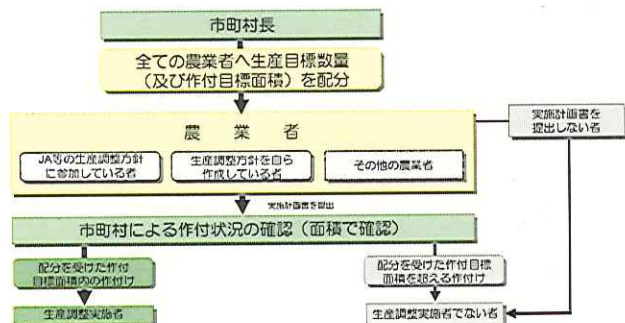 市町村長
全ての農業者へ生産目標数量
(及び作付目標面積)を配分
実施計画書を
提出しない者
農業者
JA等の生産調整方針
に参加している者
生産調整方針を自ら
作成している者
その他の農業者
実施計画書を提出
市町村による作付状況の確認(面積で確認)
配分を受けた作付
目標面積内の作付け
配分を受けた作付目標
面積を超える作付け
生産調整実施者
生産調整実施者でない者